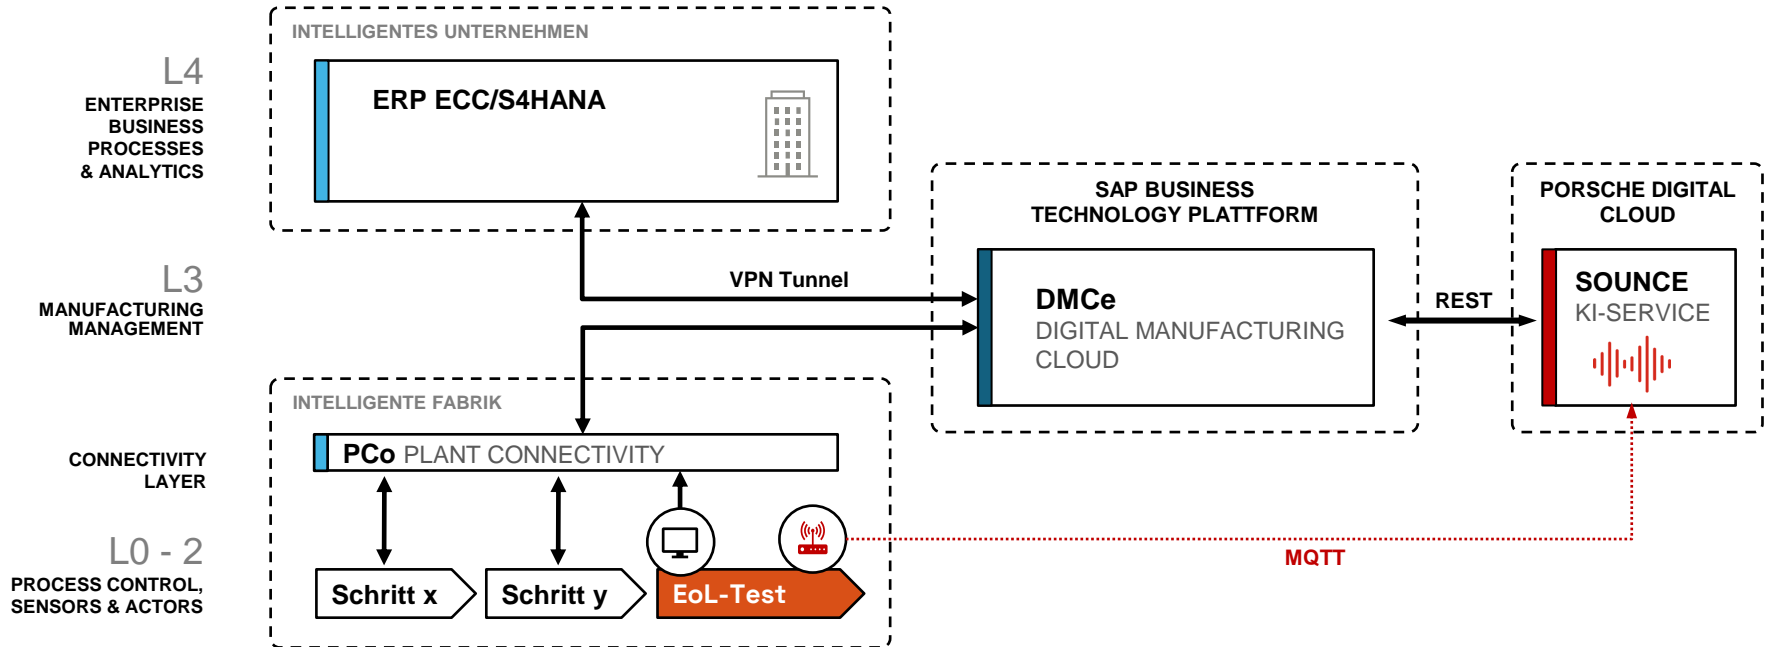 INTELLIGENTES UNTERNEHMEN
L4
ENTERPRISE
BUSINESS
PROCESSES
& ANALYTICS
ERP ECC/S4HANA
SAP BUSINESS
TECHNOLOGY PLATTFORM
PORSCHE DIGITAL
CLOUD
L3
MANUFACTURING
MANAGEMENT
VPN Tunnel
DMCe
DIGITAL MANUFACTURING
CLOUD
REST
SOUNCE
KI-SERVICE
INTELLIGENTE FABRIK
CONNECTIVITY
LAYER
PCo PLANT CONNECTIVITY
L0 - 2
PROCESS CONTROL,
SENSORS & ACTORS
Schritt x
Schritt y
EoL-Test
MQTT